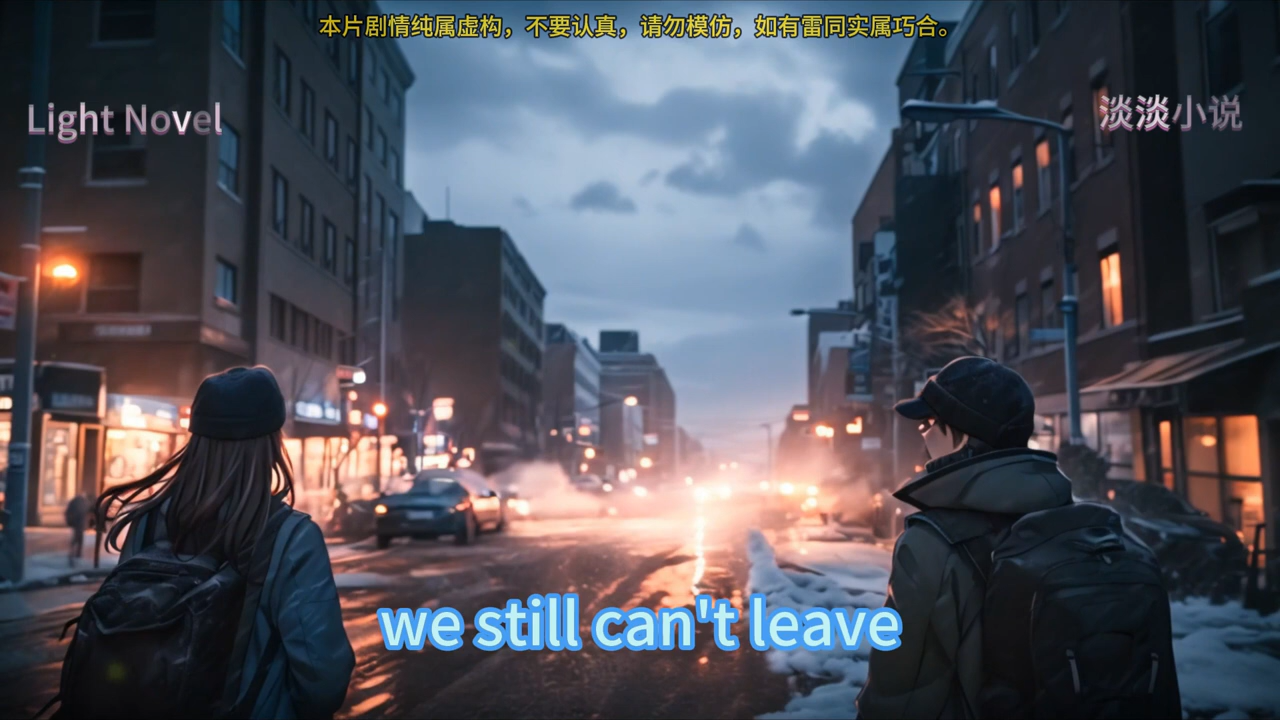 本片剧情纯属虚构，不要认真，请勿模仿，如有雷同实属巧合。
Light Novel
淡淡小说
we still can't leave